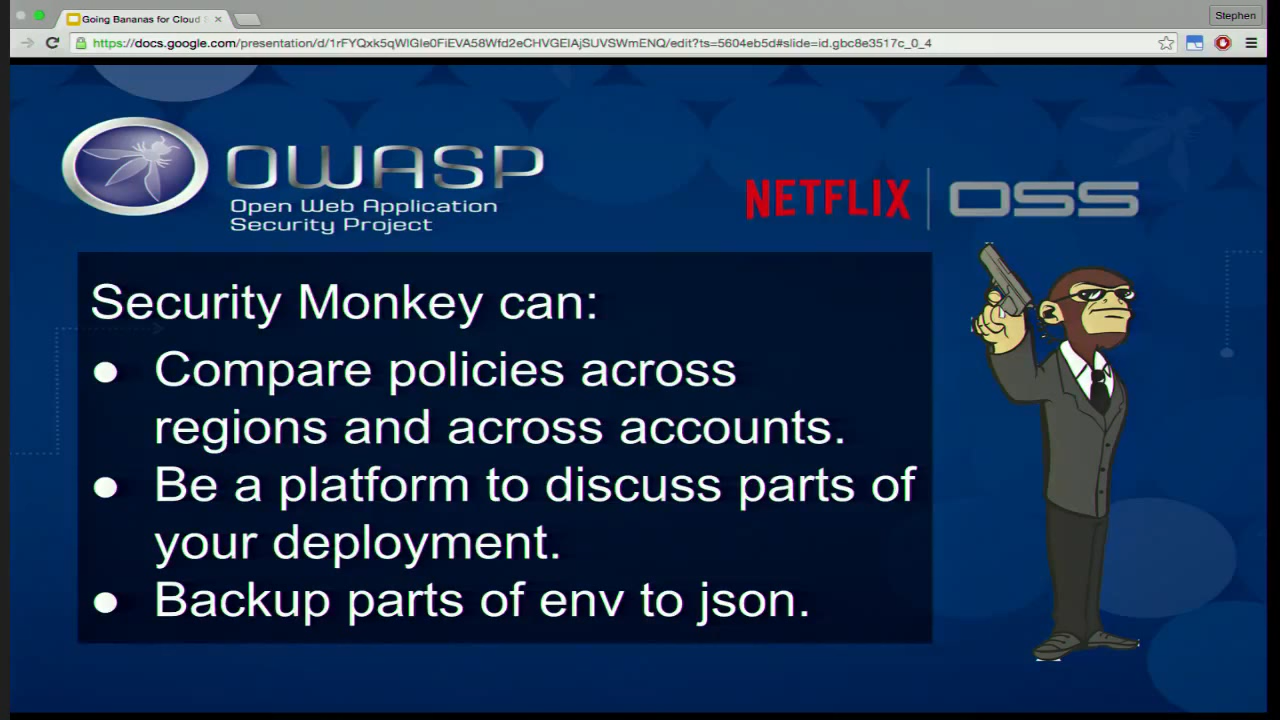 Going Bananas for Cloud
Stephen
https://docs.google.com/presentation/d/1rFYQxk5qWlGIe0FiEVA58Wfd2eCHVGEIAjSUVSWmENQ/edit?ts=5604eb5d#slide=id.gbc8e3517c_0_4
OWASP
Open Web Application
Security Project
NETFLIX OSS
Security Monkey can:
● Compare policies across
regions and across accounts.
● Be a platform to discuss parts of
your deployment.
● Backup parts of env to json.